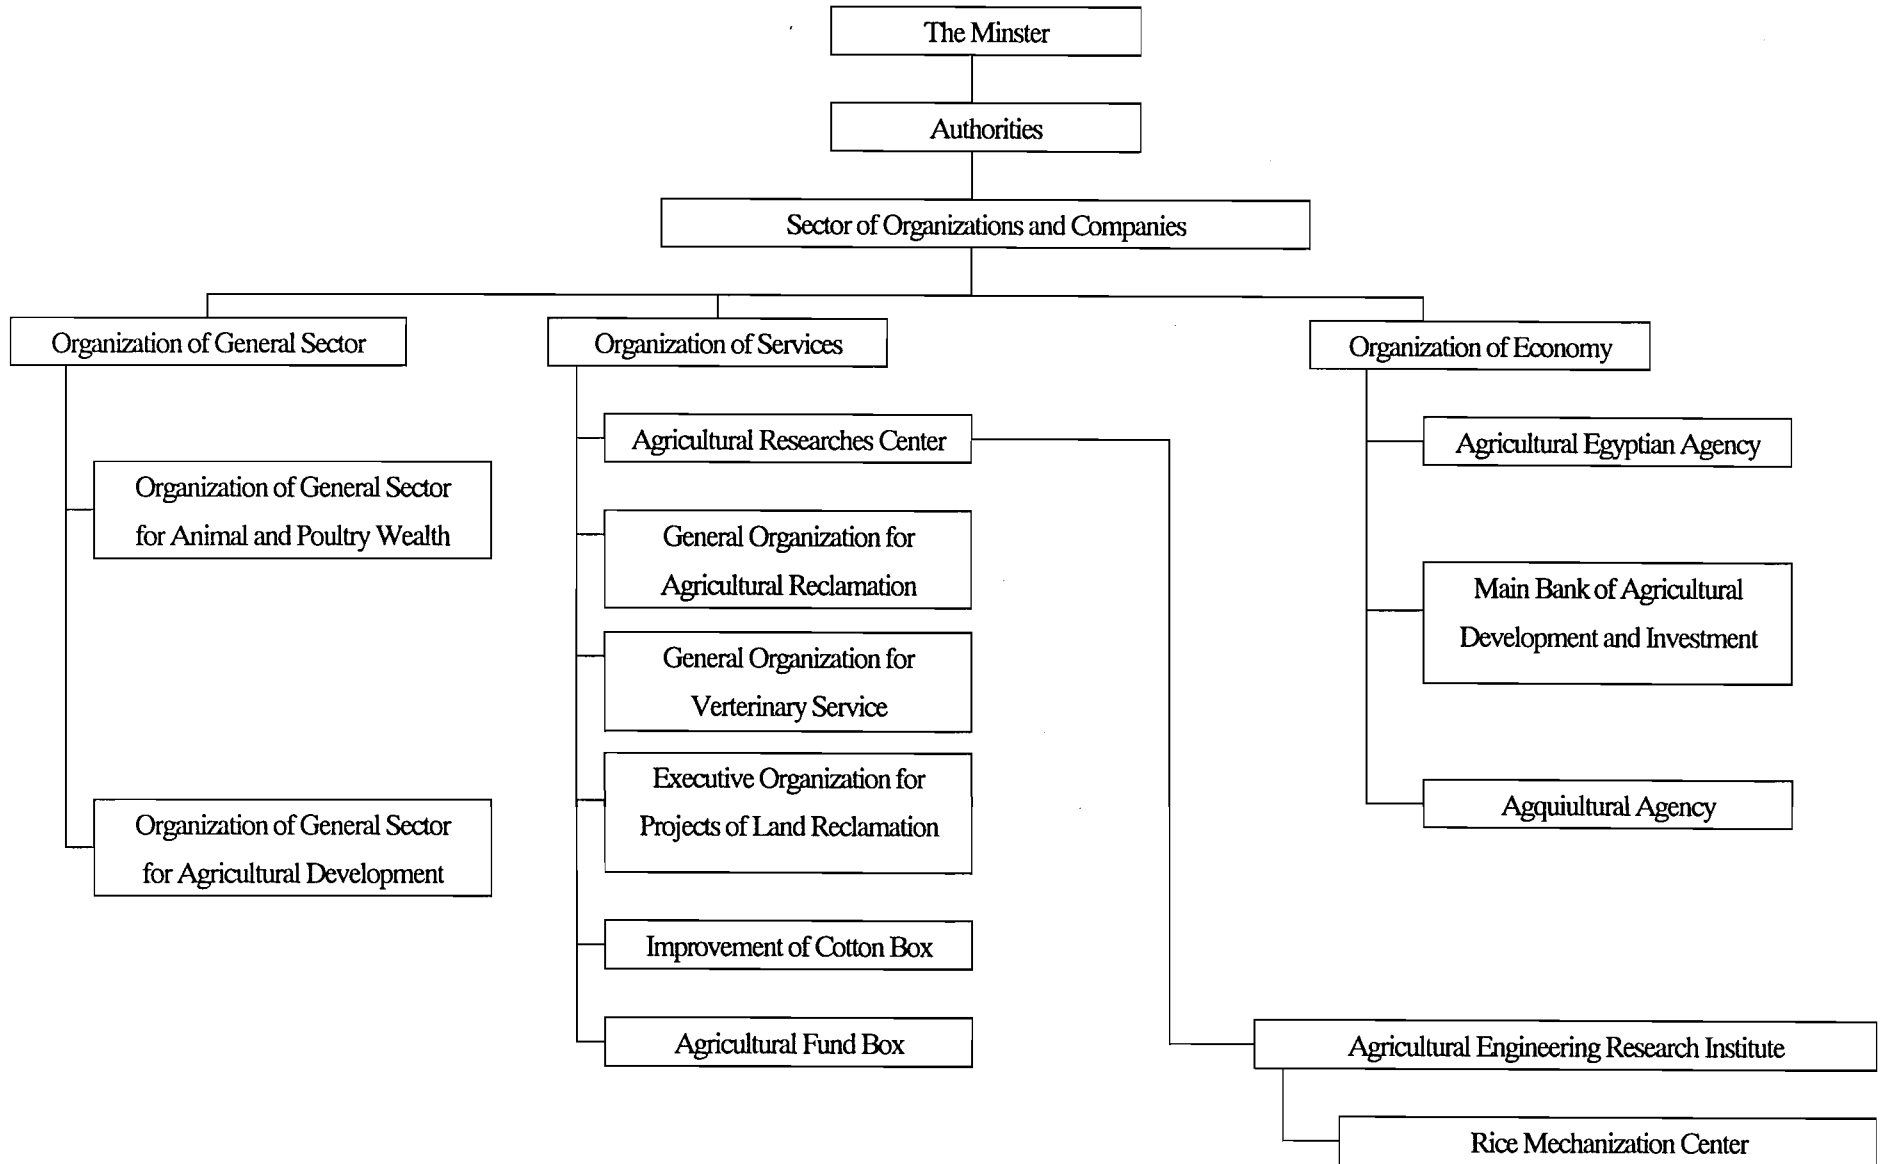 The Minster
Authorities
Sector of Organizations and Companies
Organization of General Sector
Organization of General Sector
for Animal and Poultry Wealth
Organization of General Sector
for Agricultural Development
Organization of Services
Agricultural Researches Center
General Organization for
Agricultural Reclamation
General Organization for
Verterinary Service
Executive Organization for
Projects of Land Reclamation
Improvement of Cotton Box
Agricultural Fund Box
Organization of Economy
Agricultural Egyptian Agency
Main Bank of Agricultural
Development and Investment
Agquiultural Agency
Agricultural Engineering Research Institute
Rice Mechanization Center